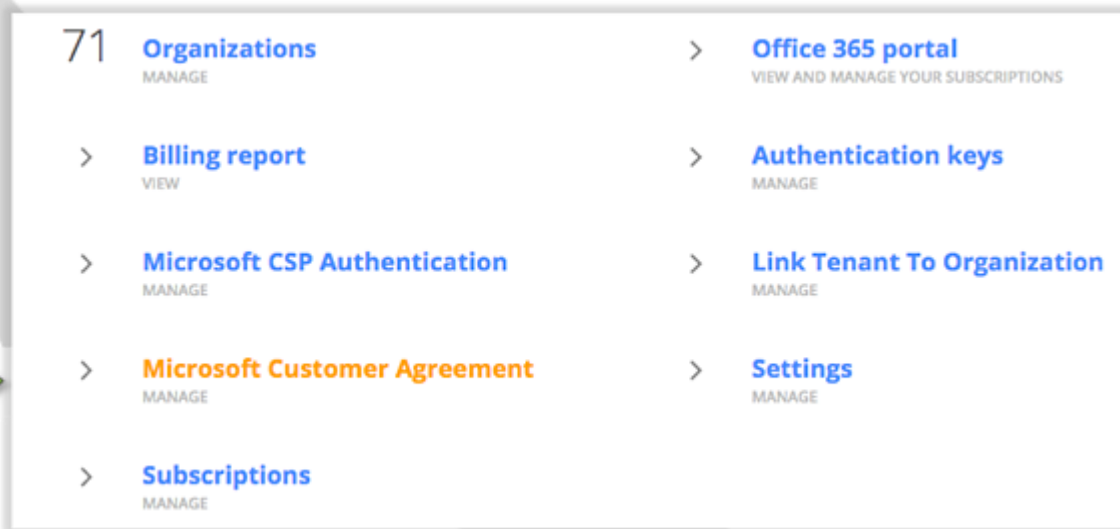 71 Organizations
MANAGE
Billing report
VIEW
Microsoft CSP Authentication
MANAGE
Microsoft Customer Agreement
MANAGE
Subscriptions
MANAGE
Office 365 portal
VIEW AND MANAGE YOUR SUBSCRIPTIONS
Authentication keys
MANAGE
Link Tenant To Organization
MANAGE
Settings
MANAGE